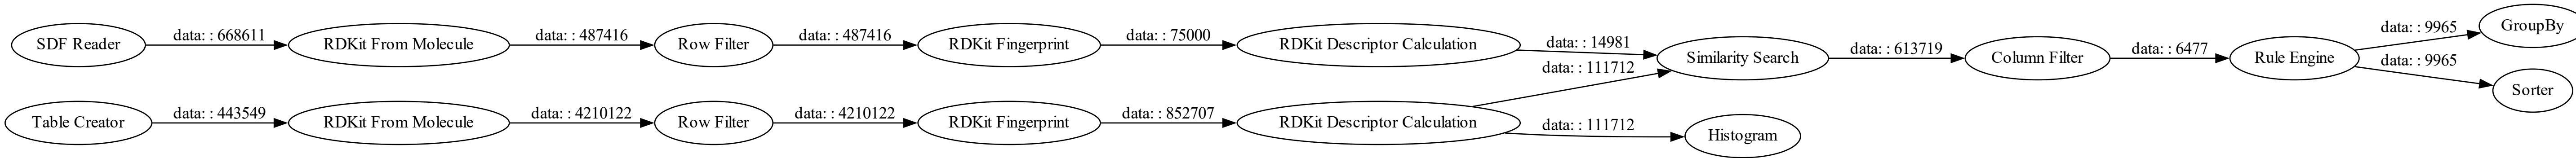 SDF Reader
data: : 668611
RDKit From Molecule
data: : 487416
Row Filter
data: : 487416
RDKit Fingerprint
data: : 75000
RDKit Descriptor Calculation
data: : 14981
Similarity Search
data: : 613719
Column Filter
data: : 6477
Rule Engine
data: : 9965
GroupBy
data: : 9965
Sorter
Table Creator
data: : 443549
RDKit From Molecule
data: : 4210122
Row Filter
data: : 4210122
RDKit Fingerprint
data: : 852707
RDKit Descriptor Calculation
data: : 111712
data: : 111712
Histogram